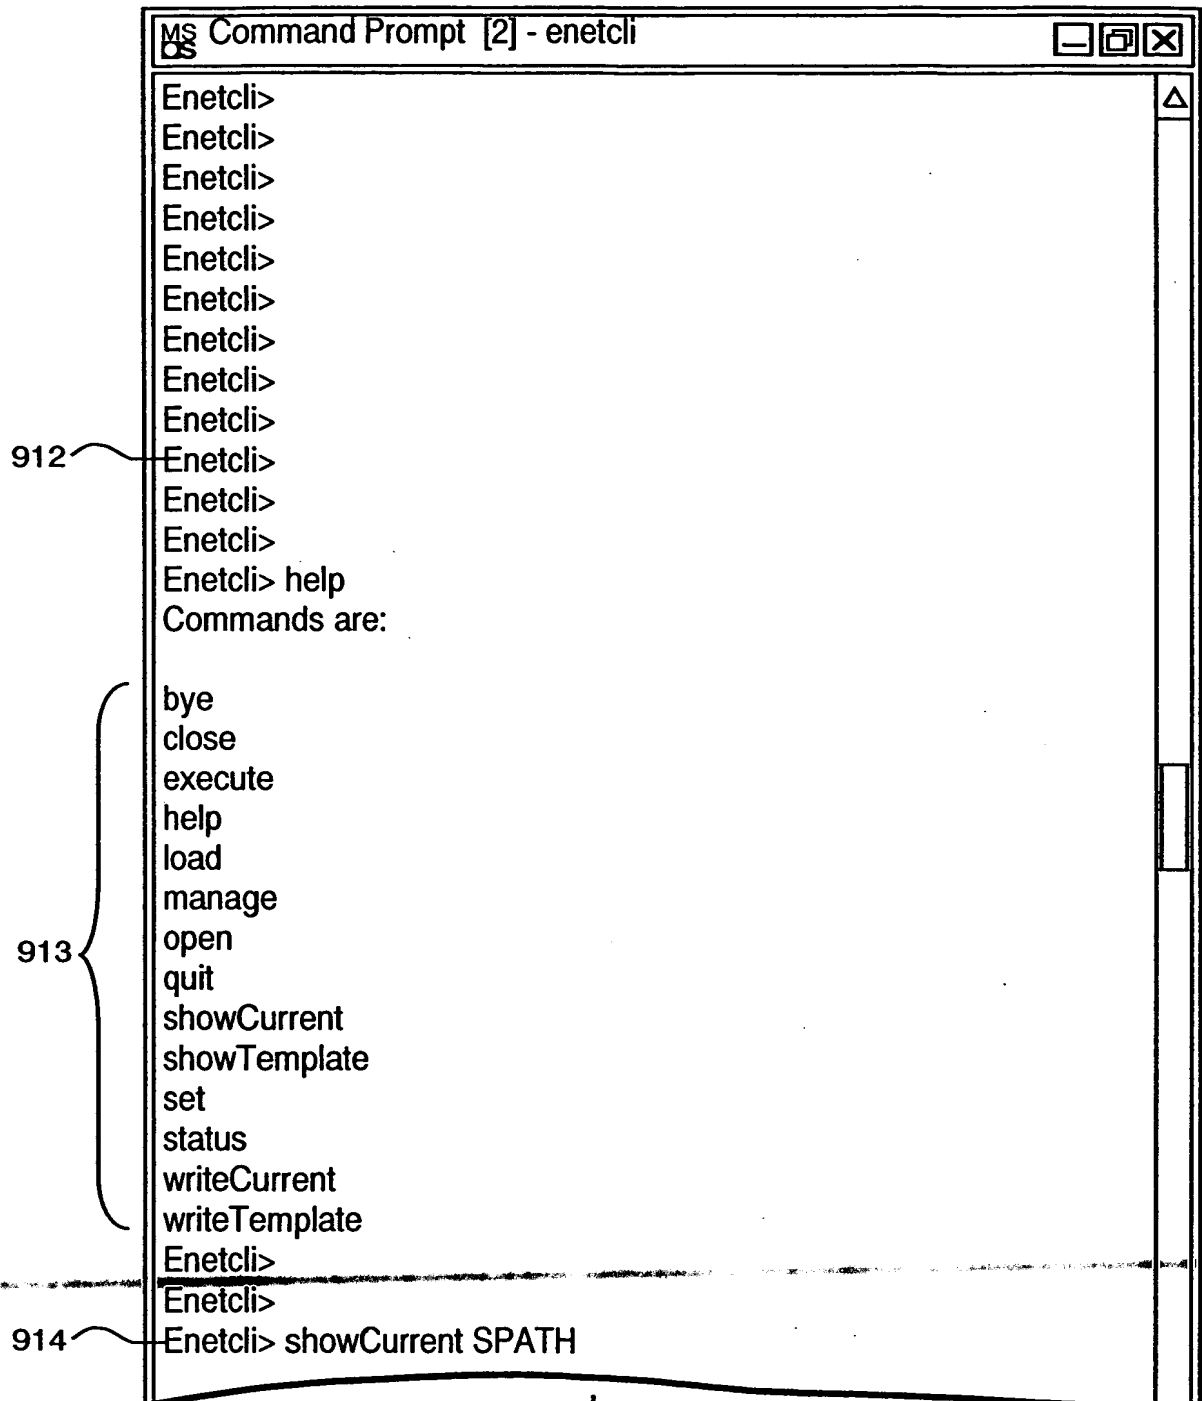 MS DS Command Prompt [2] - enetcli
Enetcli>
Enetcli>
Enetcli>
Enetcli>
Enetcli>
Enetcli>
Enetcli>
Enetcli>
Enetcli>
912 Enetcli>
Enetcli>
Enetcli>
Enetcli> help
Commands are:
bye
close
execute
help
load
manage
913 open
quit
showCurrent
showTemplate
set
status
writeCurrent
writeTemplate
Enetcli>
Enetcli>
914 Enetcli> showCurrent SPATH